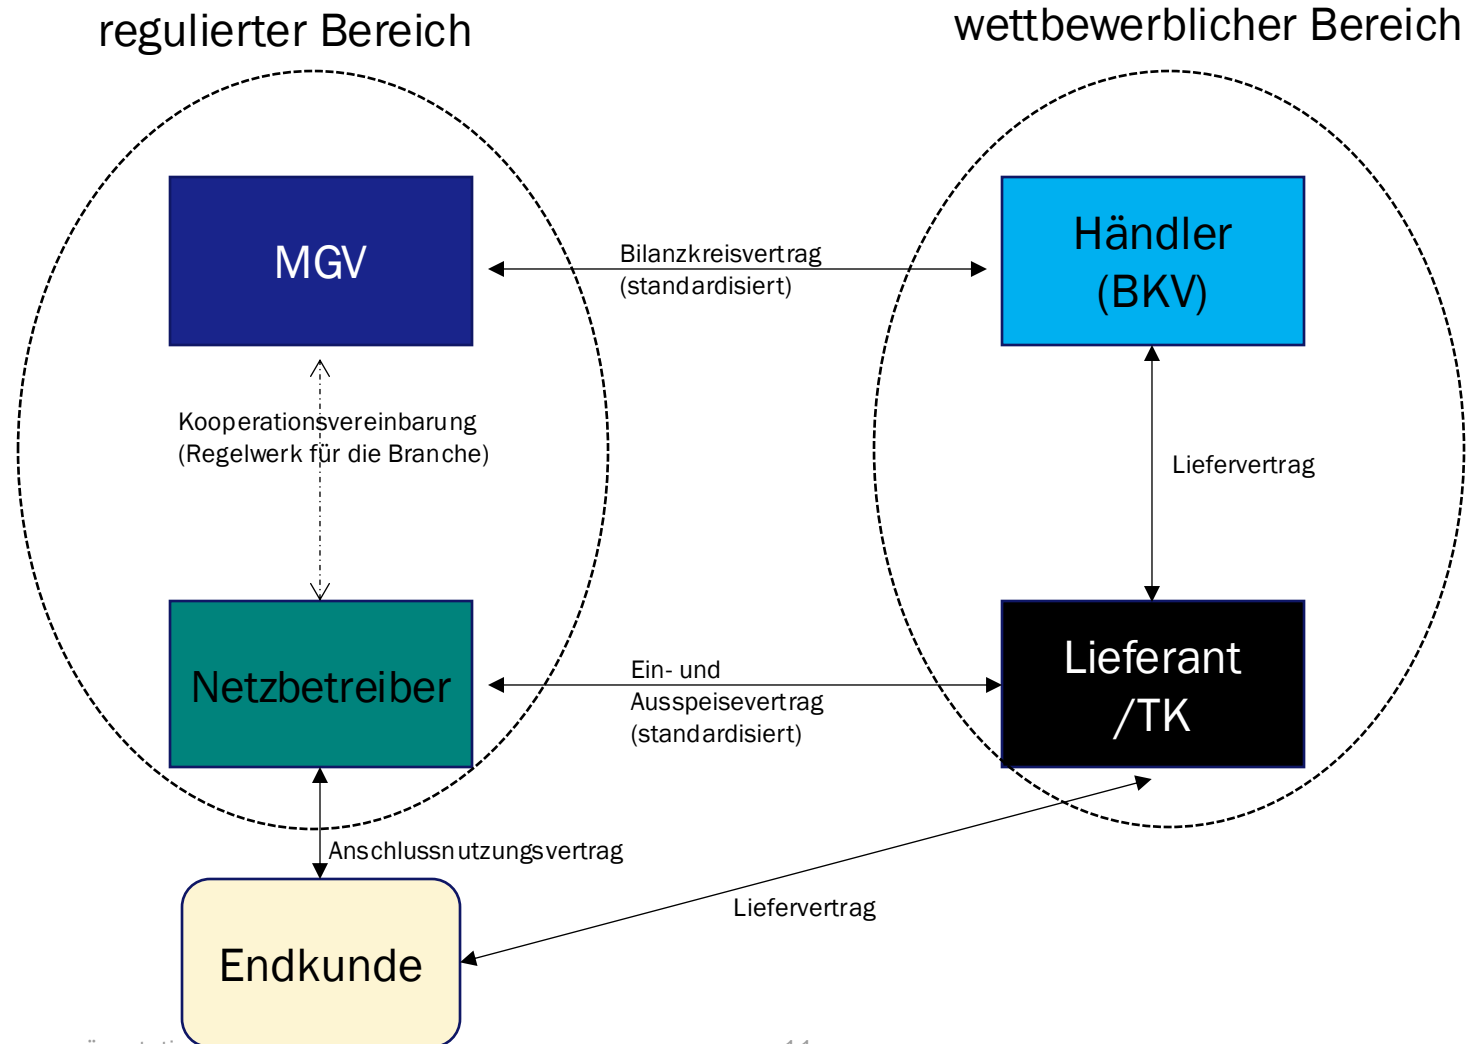 regulierter Bereich
wettbewerblicher Bereich
MGV
Bilanzkreisvertrag
(standardisiert)
Händler
(BKV)
Kooperationsvereinbarung
(Regelwerk für die Branche)
Liefervertrag
Netzbetreiber
Ein- und
Ausspeisevertrag
(standardisiert)
Lieferant
/TK
Anschlussnutzungsvertrag
Liefervertrag
Endkunde